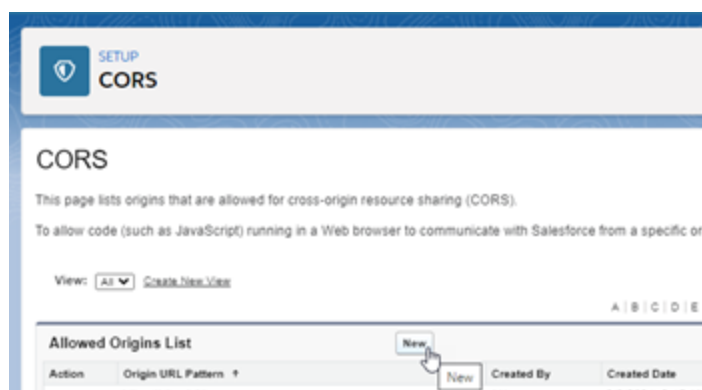 SETUP
CORS
CORS
This page lists origins that are allowed for cross-origin resource sharing (CORS).
To allow code (such as JavaScript) running in a Web browser to communicate with Salesforce from a specific or
View: All Create New View
A | B | C | D | E
Allowed Origins List New
Action Origin URL Pattern ↑ New Created By Created Date